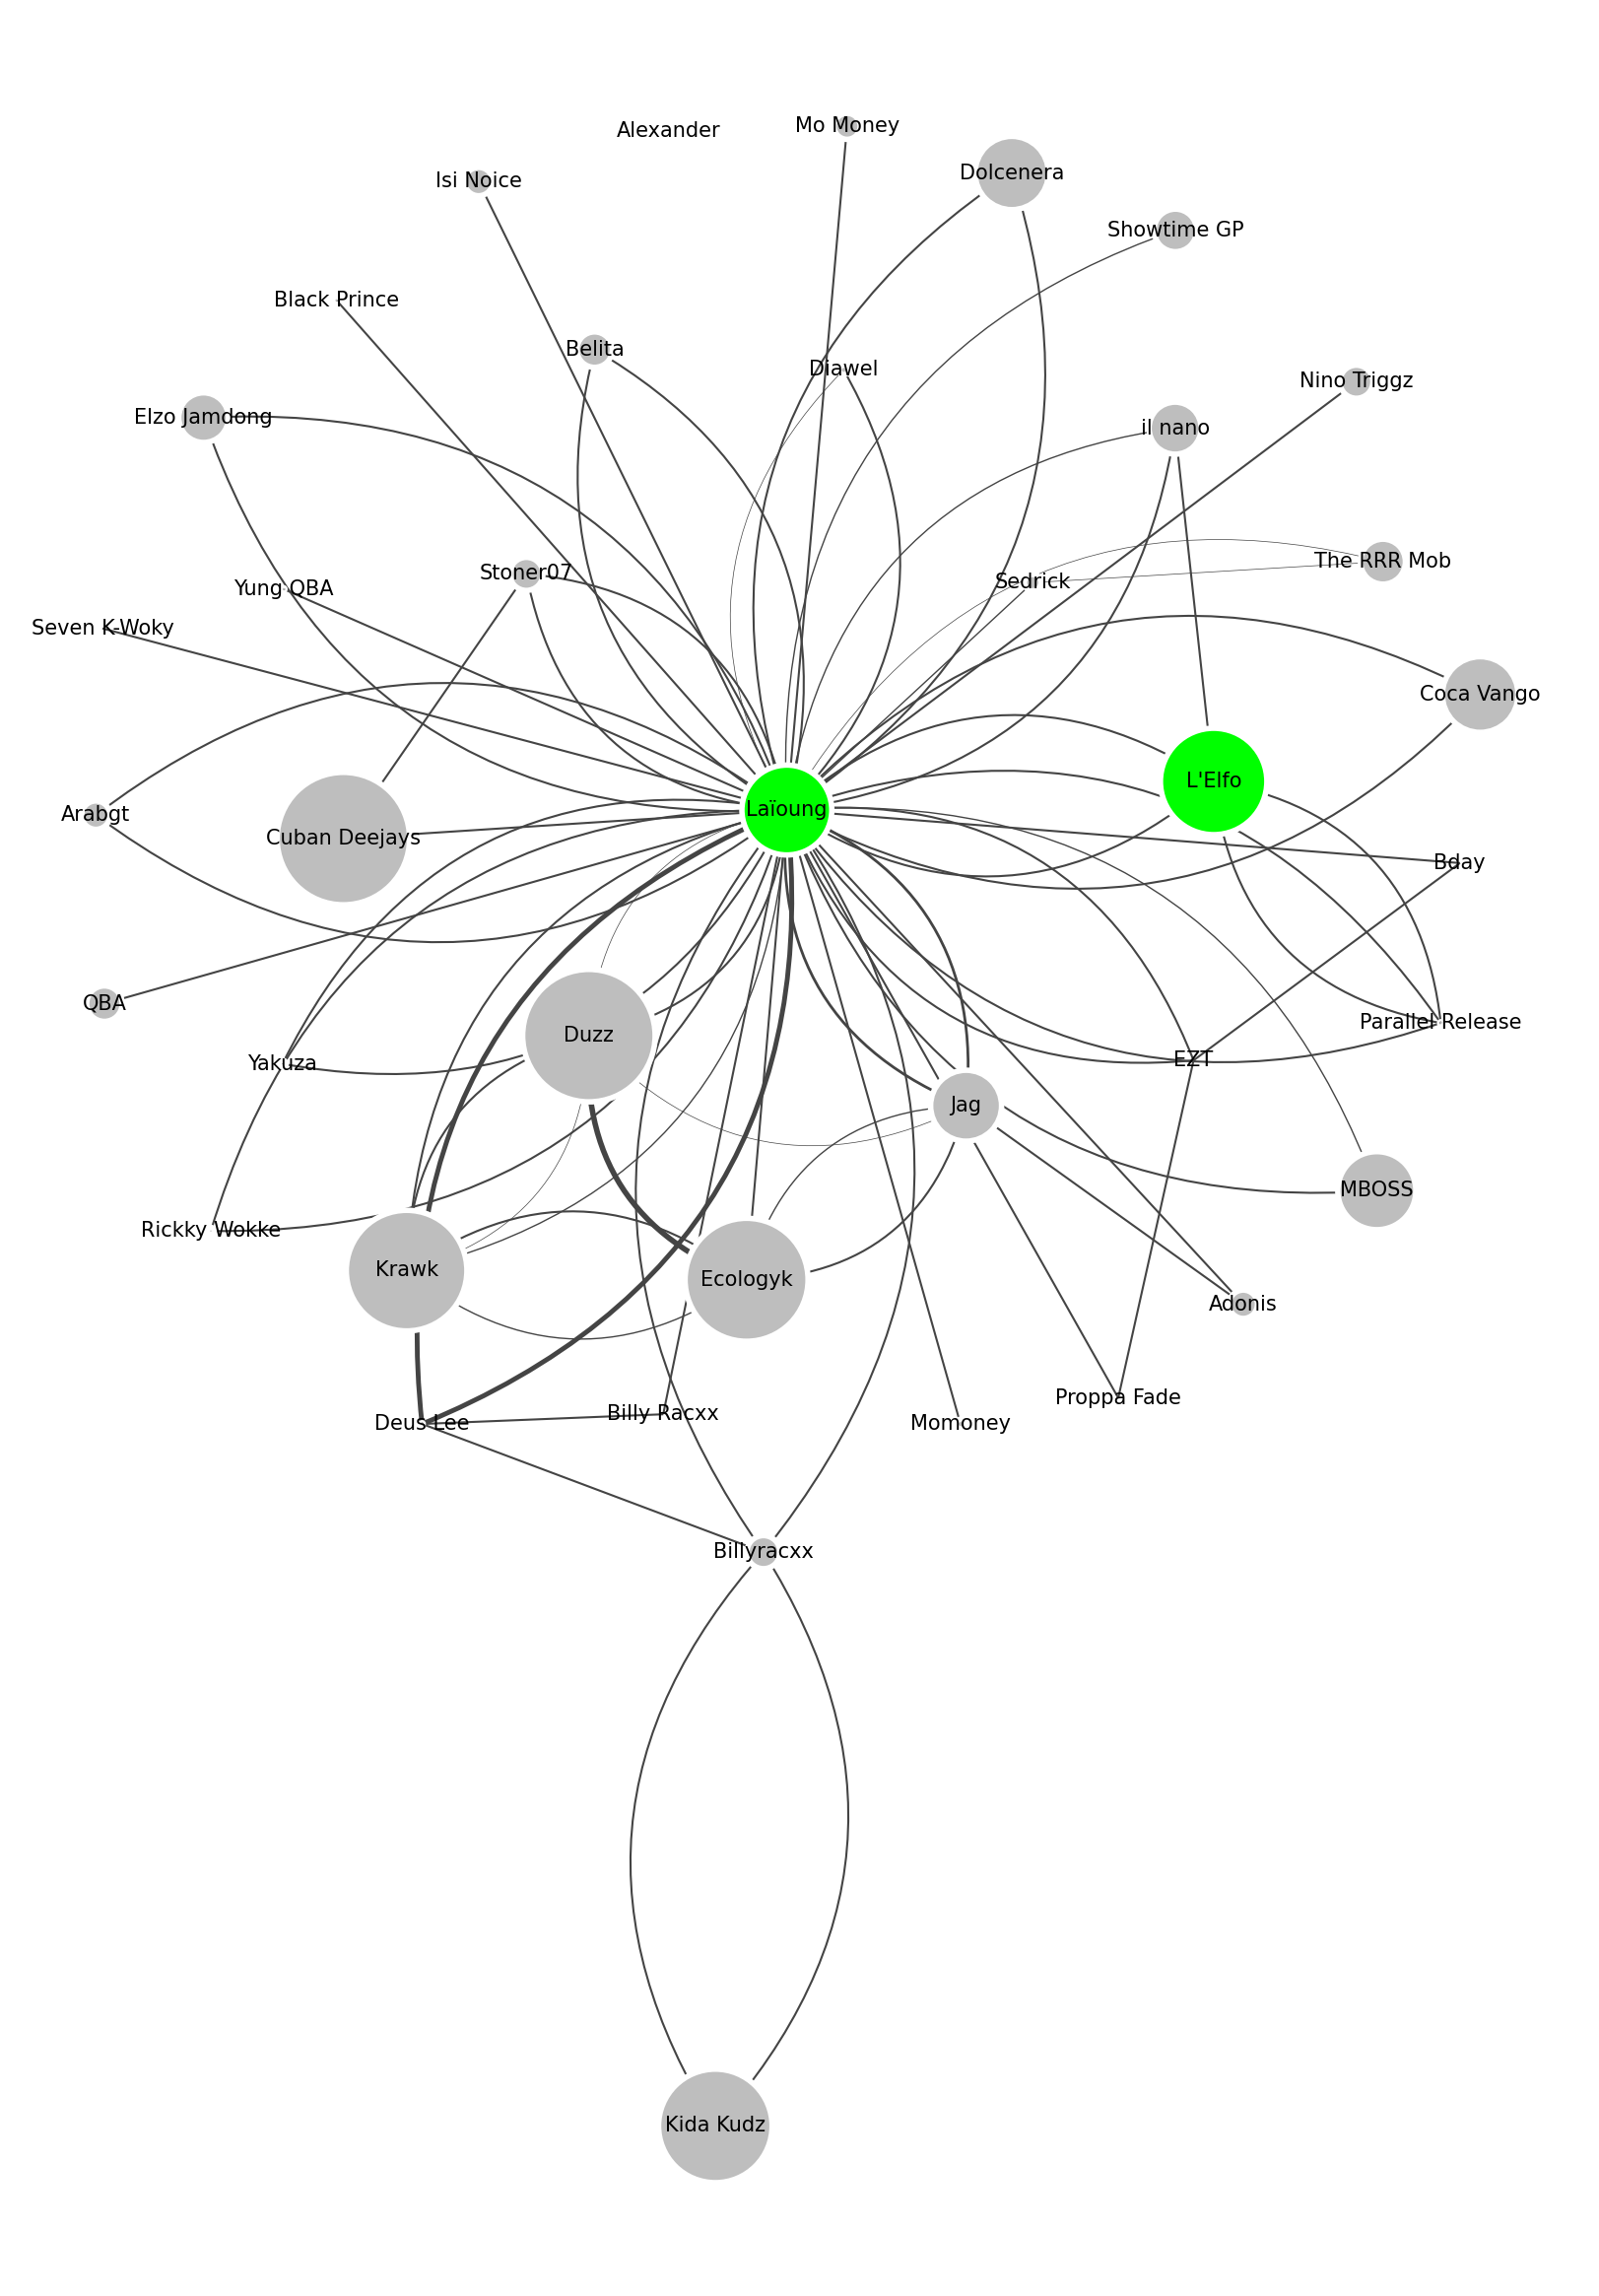 Mo Money
Alexander
Dolcenera
Isi Noice
Showtime GP
Black Prince
Belita
Diawel
Nino Triggz
Elzo Jamdong
il nano
The RRR Mob
Stoner07
Sedrick
Yung QBA
Seven K-Woky
Coca Vango
L'Elfo
Laïoung
Arabgt
Cuban Deejays
Bday
QBA
Parallel Release
Duzz
EZT
Yakuza
Jag
MBOSS
Rickky Wokke
Krawk
Ecologyk
Adonis
Proppa Fade
Billy Racxx
Deus Lee
Momoney
Billyracxx
Kida Kudz